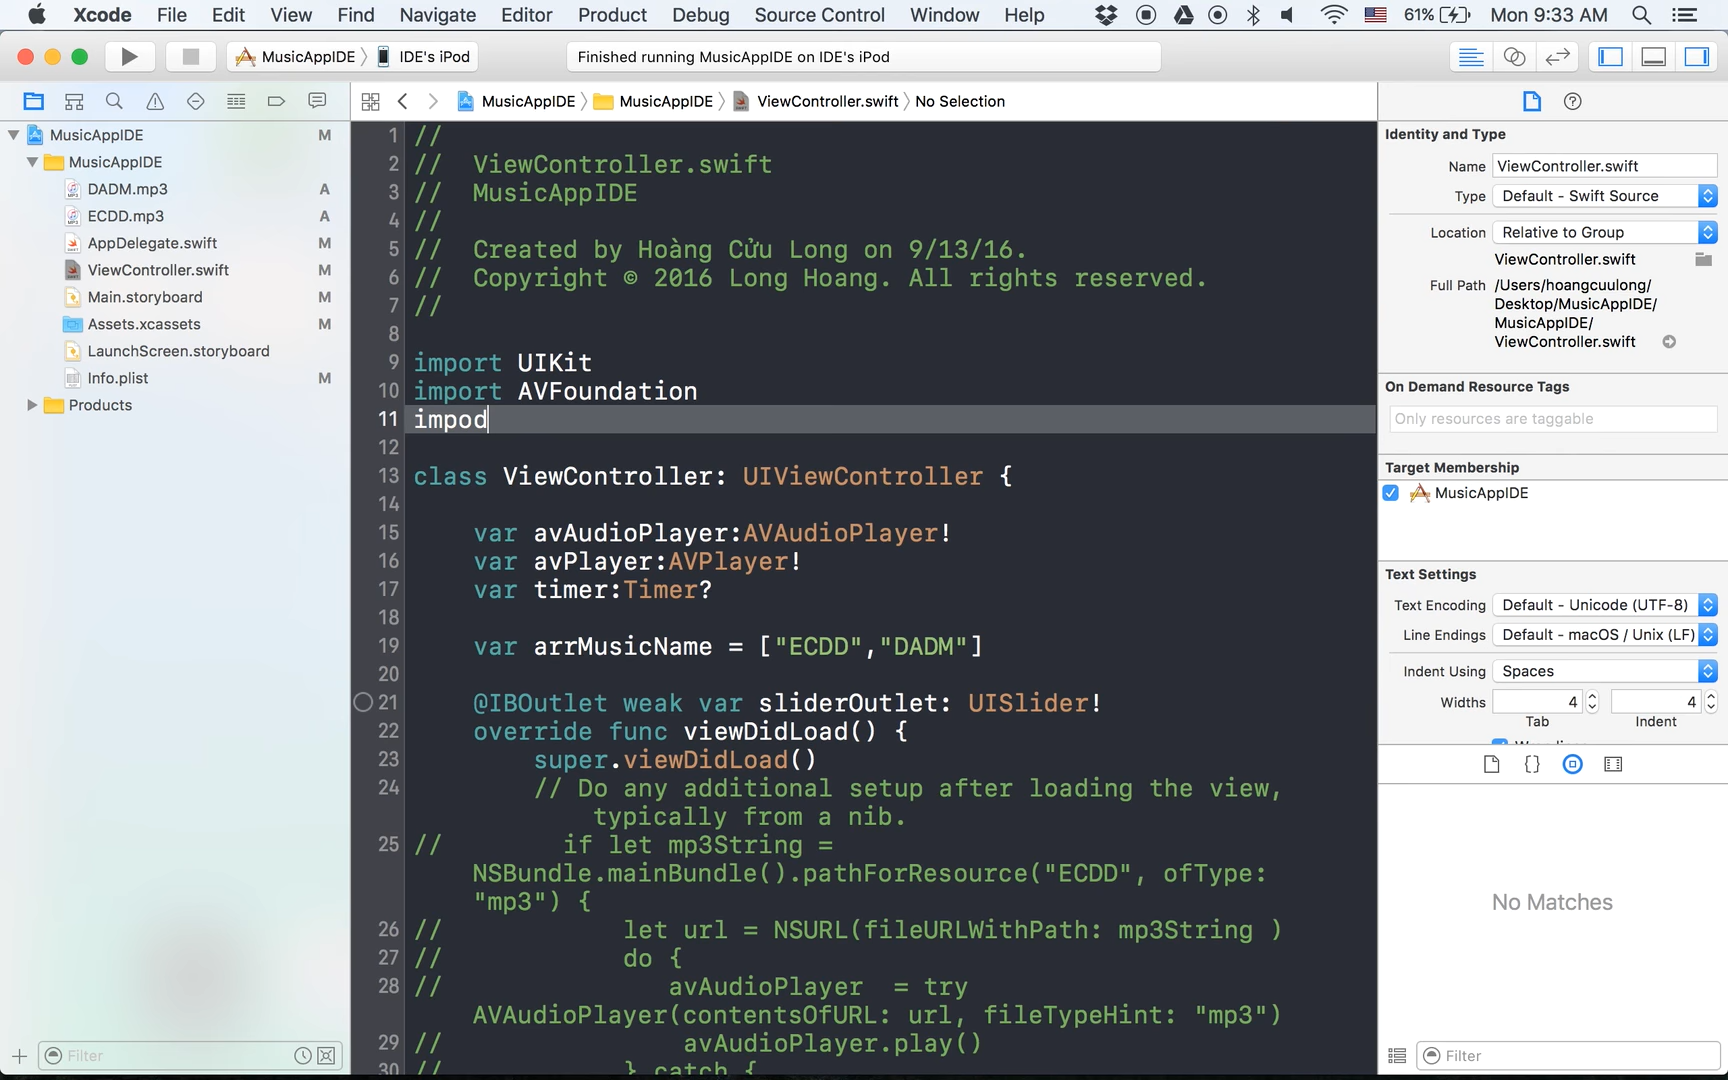 Xcode File Edit View Find Navigate Editor Product Debug Source Control Window Help 61% Mon 9:33 AM
MusicAppIDE IDE's iPod Finished running MusicAppIDE on IDE's iPod
MusicAppIDE MusicAppIDE ViewController.swift No Selection
MusicAppIDE M
MusicAppIDE
DADM.mp3 A
ECDD.mp3 A
AppDelegate.swift M
ViewController.swift M
Main.storyboard M
Assets.xcassets M
LaunchScreen.storyboard
Info.plist M
Products
Filter
1 //
2 // ViewController.swift
3 // MusicAppIDE
4 //
5 // Created by Hoàng Cửu Long on 9/13/16.
6 // Copyright © 2016 Long Hoang. All rights reserved.
7 //
8
9 import UIKit
10 import AVFoundation
11 impod
12
13 class ViewController: UIViewController {
14
15 var avAudioPlayer:AVAudioPlayer!
16 var avPlayer:AVPlayer!
17 var timer:Timer?
18
19 var arrMusicName = ["ECDD","DADM"]
20
21 @IBOutlet weak var sliderOutlet: UISlider!
22 override func viewDidLoad() {
23 super.viewDidLoad()
24 // Do any additional setup after loading the view,
typically from a nib.
25 // if let mp3String =
NSBundle.mainBundle().pathForResource("ECDD", ofType:
"mp3") {
26 // let url = NSURL(fileURLWithPath: mp3String )
27 // do {
28 // avAudioPlayer = try
AVAudioPlayer(contentsOfURL: url, fileTypeHint: "mp3")
29 // avAudioPlayer.play()
30 // } catch {
Identity and Type
Name ViewController.swift
Type Default - Swift Source
Location Relative to Group
ViewController.swift
Full Path /Users/hoangcuulong/
Desktop/MusicAppIDE/
MusicAppIDE/
ViewController.swift
On Demand Resource Tags
Only resources are taggable
Target Membership
MusicAppIDE
Text Settings
Text Encoding Default - Unicode (UTF-8)
Line Endings Default - macOS / Unix (LF)
Indent Using Spaces
Widths 4 4
Tab Indent
No Matches
Filter